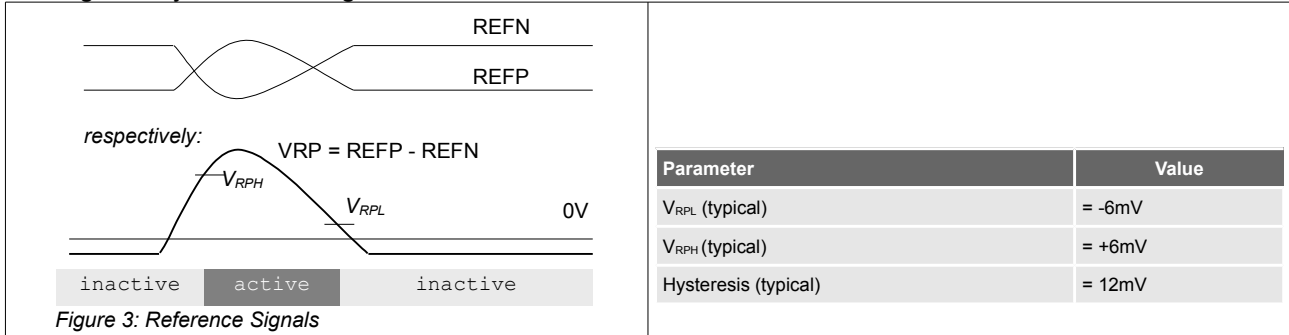 REFN
REFP
respectively:
VRP = REFP - REFN
VRPH
VRPL
0V
inactive active inactive
Figure 3: Reference Signals
Parameter Value
VRPL (typical) = -6mV
VRPH (typical) = +6mV
Hysteresis (typical) = 12mV